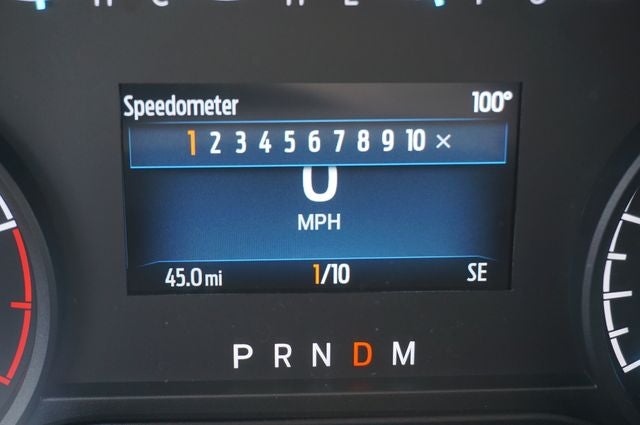 Speedometer 100°
1 2 3 4 5 6 7 8 9 10 ×
0
MPH
45.0 mi 1/10 SE
P R N D M